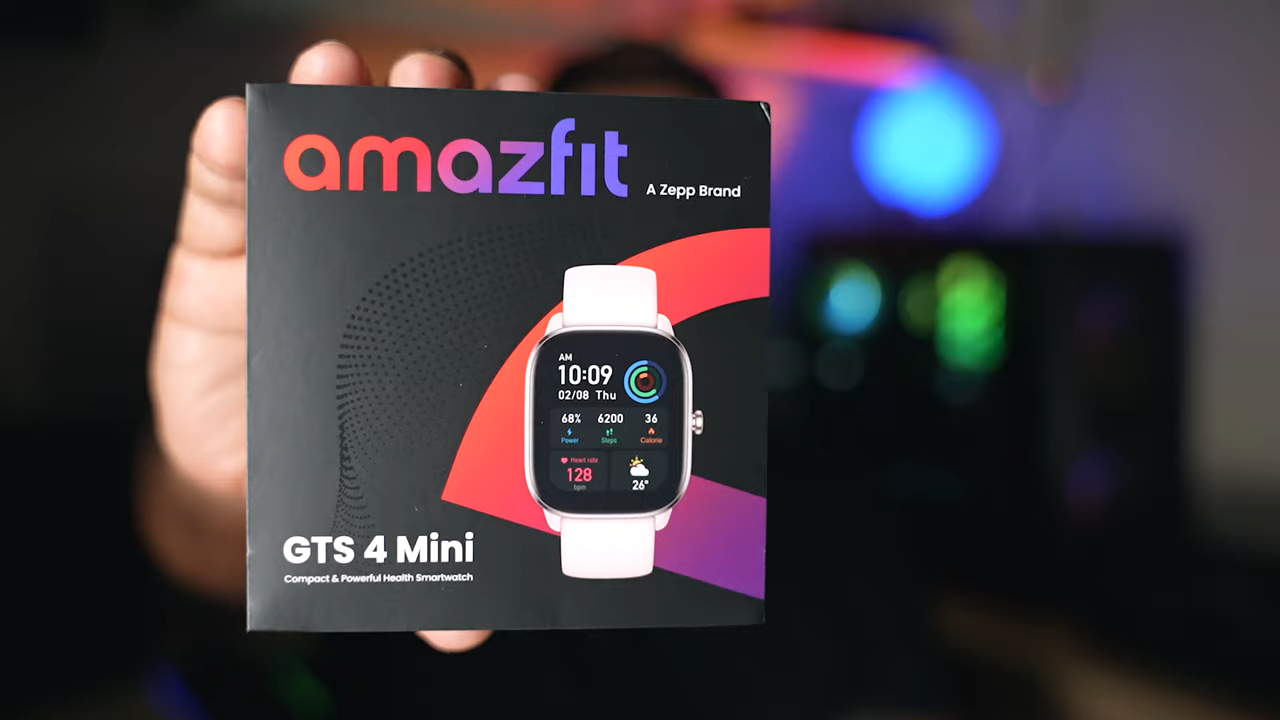 amazfit
A Zepp Brand
AM
10:09
02/08 Thu
68% 6200 36
Power Steps Calorie
Heart rate
128
bpm
26°
GTS 4 Mini
Compact & Powerful Health Smartwatch